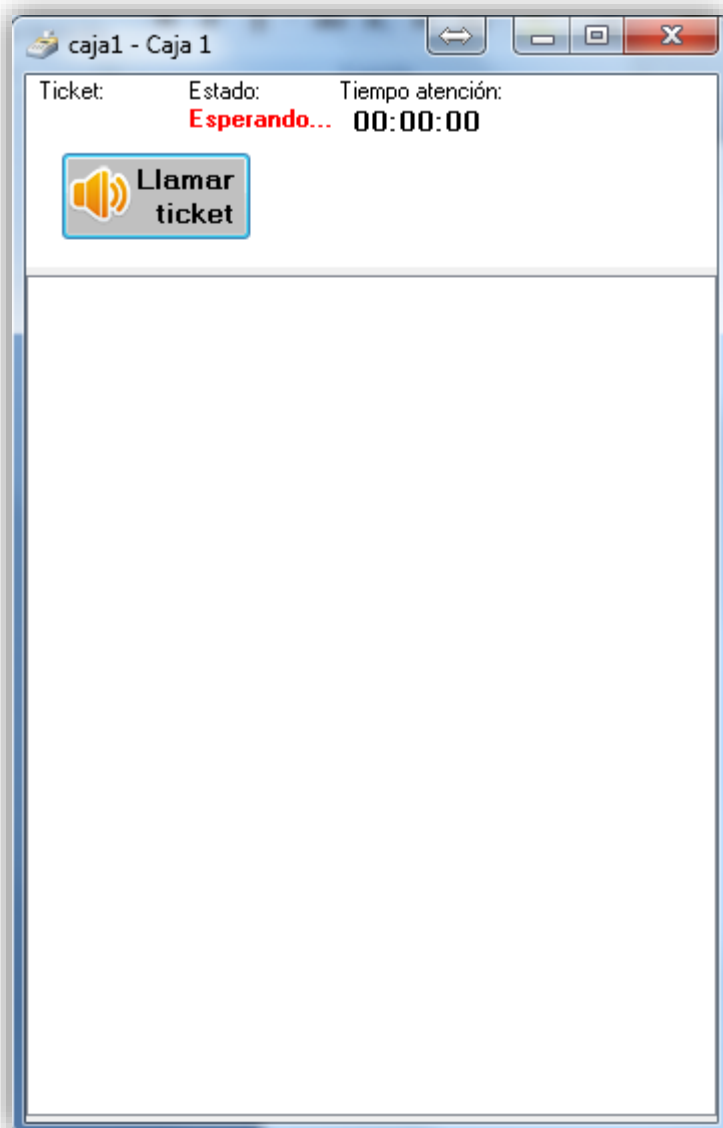 caja1 - Caja 1
Ticket: Estado: Tiempo atención:
Esperando... 00:00:00
Llamar
ticket